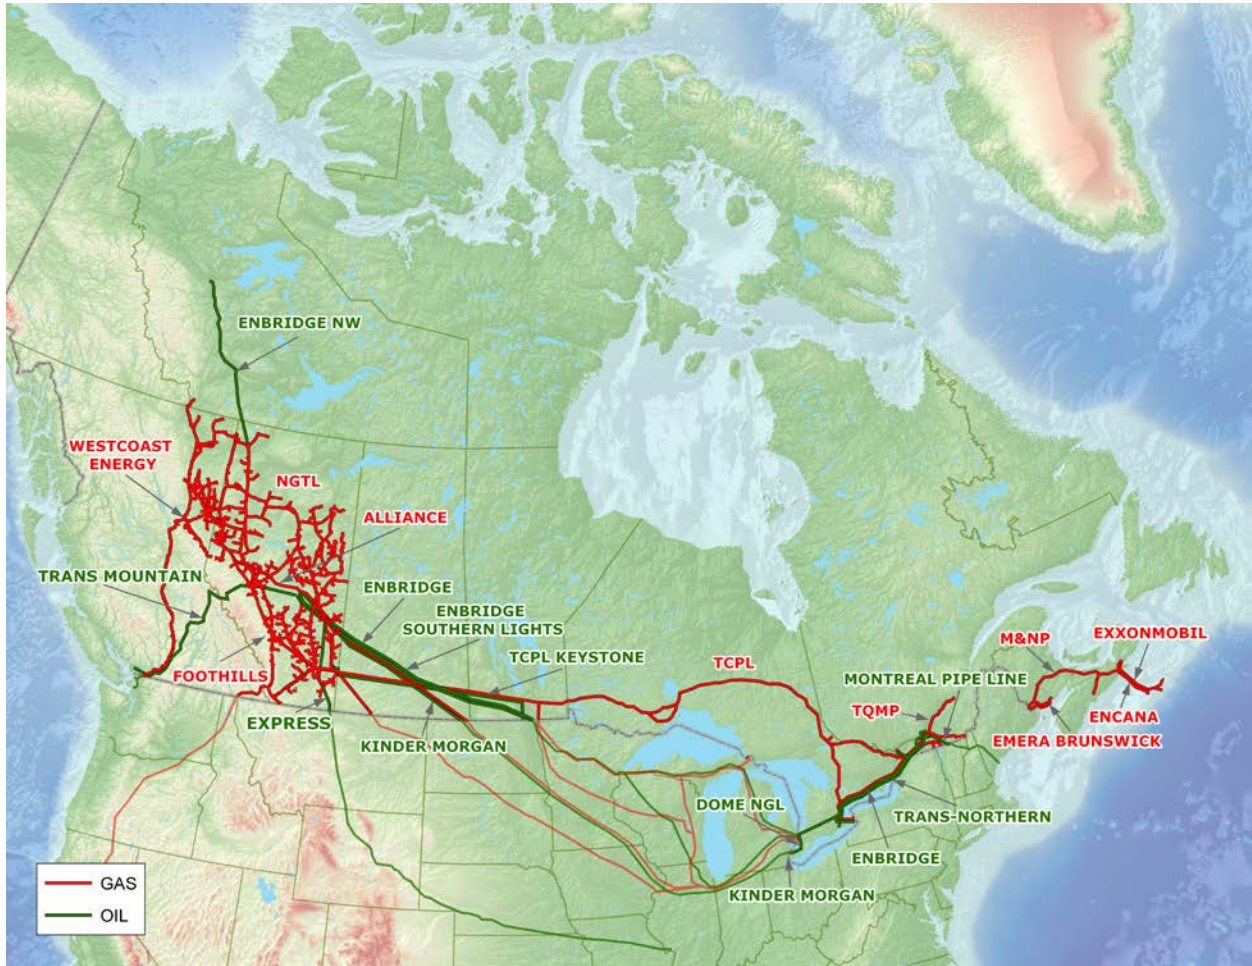 ENBRIDGE NW
WESTCOAST
ENERGY
NGTL
ALLIANCE
TRANS MOUNTAIN
ENBRIDGE
ENBRIDGE
SOUTHERN LIGHTS
TCPL KEYSTONE
TCPL
M&NP
EXXONMOBIL
FOOTHILLS
MONTREAL PIPE LINE
TQMP
ENCANA
EXPRESS
EMERA BRUNSWICK
KINDER MORGAN
DOME NGL
TRANS-NORTHERN
ENBRIDGE
KINDER MORGAN
GAS
OIL